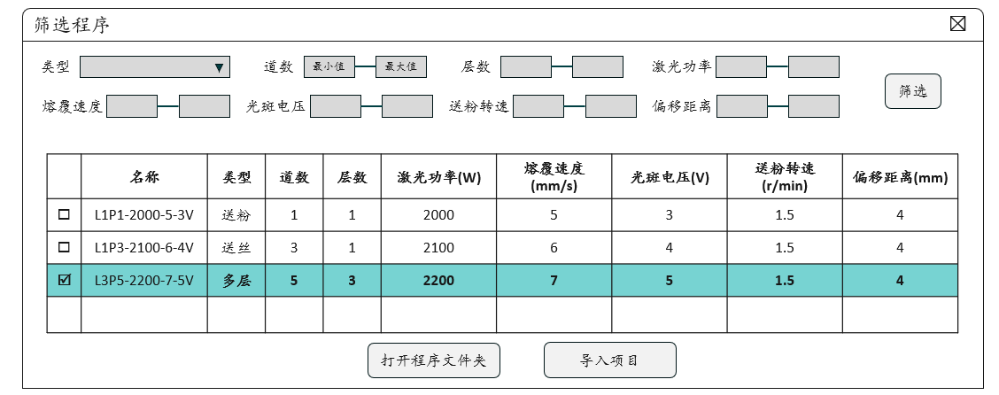 筛选程序
类型 道数 最小值 最大值 层数 激光功率
熔覆速度 光斑电压 送粉转速 偏移距离
筛选
名称 类型 道数 层数 激光功率(W) 熔覆速度 (mm/s) 光斑电压(V) 送粉转速 (r/min) 偏移距离(mm)
L1P1-2000-5-3V 送粉 1 1 2000 5 3 1.5 4
L1P3-2100-6-4V 送丝 3 1 2100 6 4 1.5 4
L3P5-2200-7-5V 多层 5 3 2200 7 5 1.5 4
打开程序文件夹 导入项目